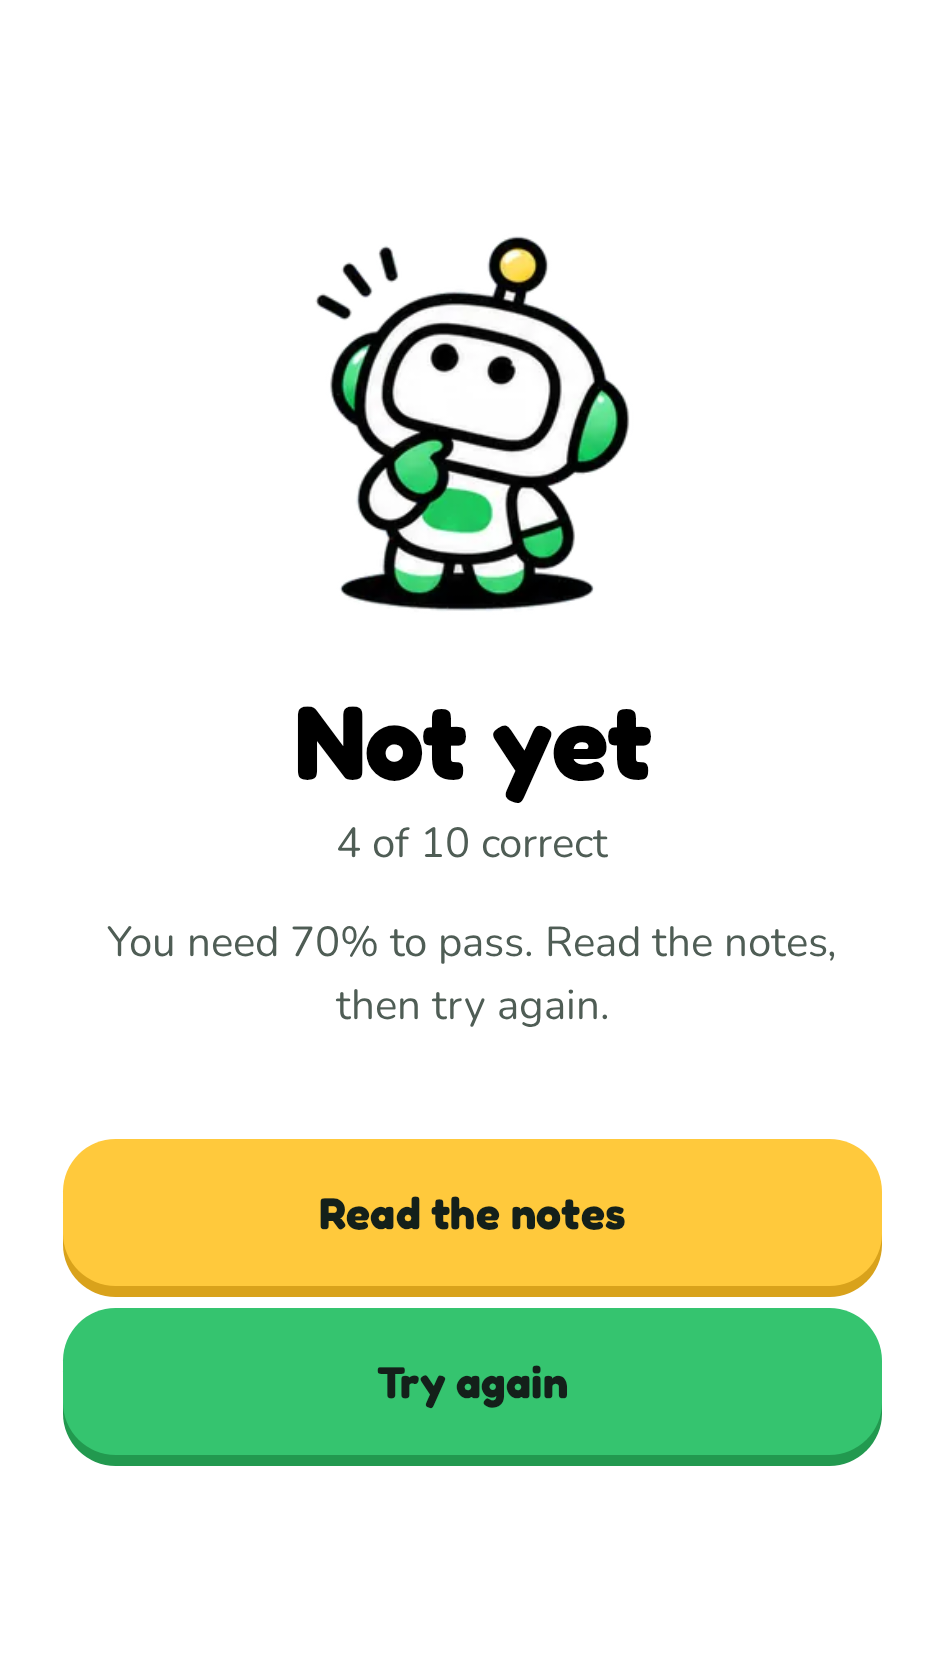 Not yet
4 of 10 correct
You need 70% to pass. Read the notes,
then try again.
Read the notes
Try again